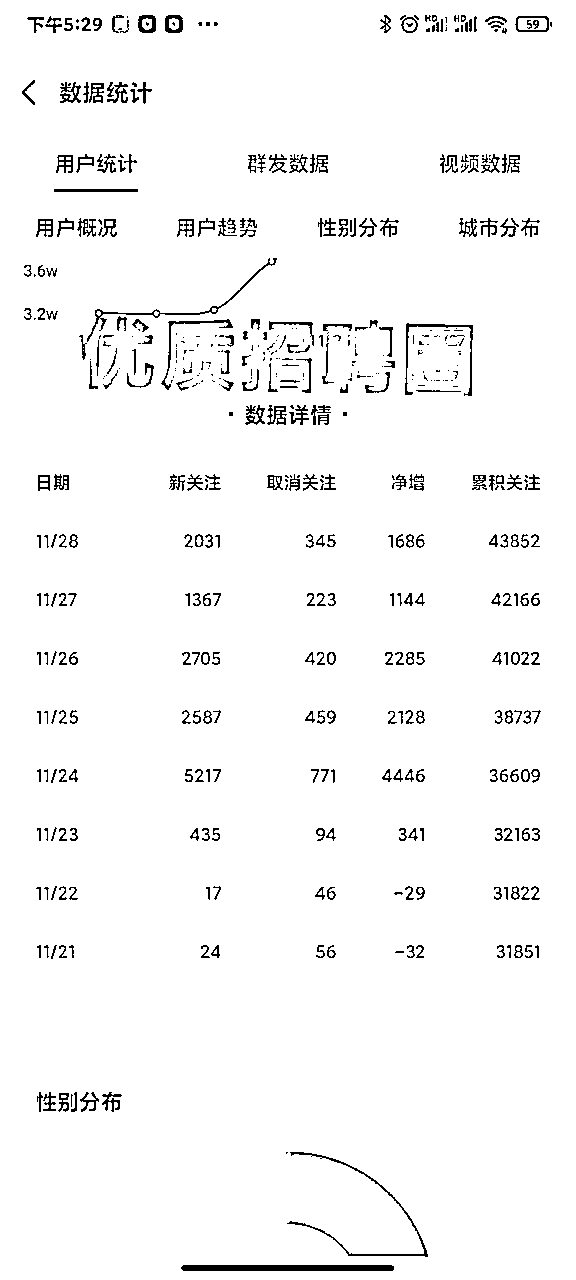 下午5:29 59
数据统计
用户统计 群发数据 视频数据
用户概况 用户趋势 性别分布 城市分布
3.6w
3.2w
优质招聘圈
· 数据详情 ·
日期 新关注 取消关注 净增 累积关注
11/28 2031 345 1686 43852
11/27 1367 223 1144 42166
11/26 2705 420 2285 41022
11/25 2587 459 2128 38737
11/24 5217 771 4446 36609
11/23 435 94 341 32163
11/22 17 46 -29 31822
11/21 24 56 -32 31851
性别分布